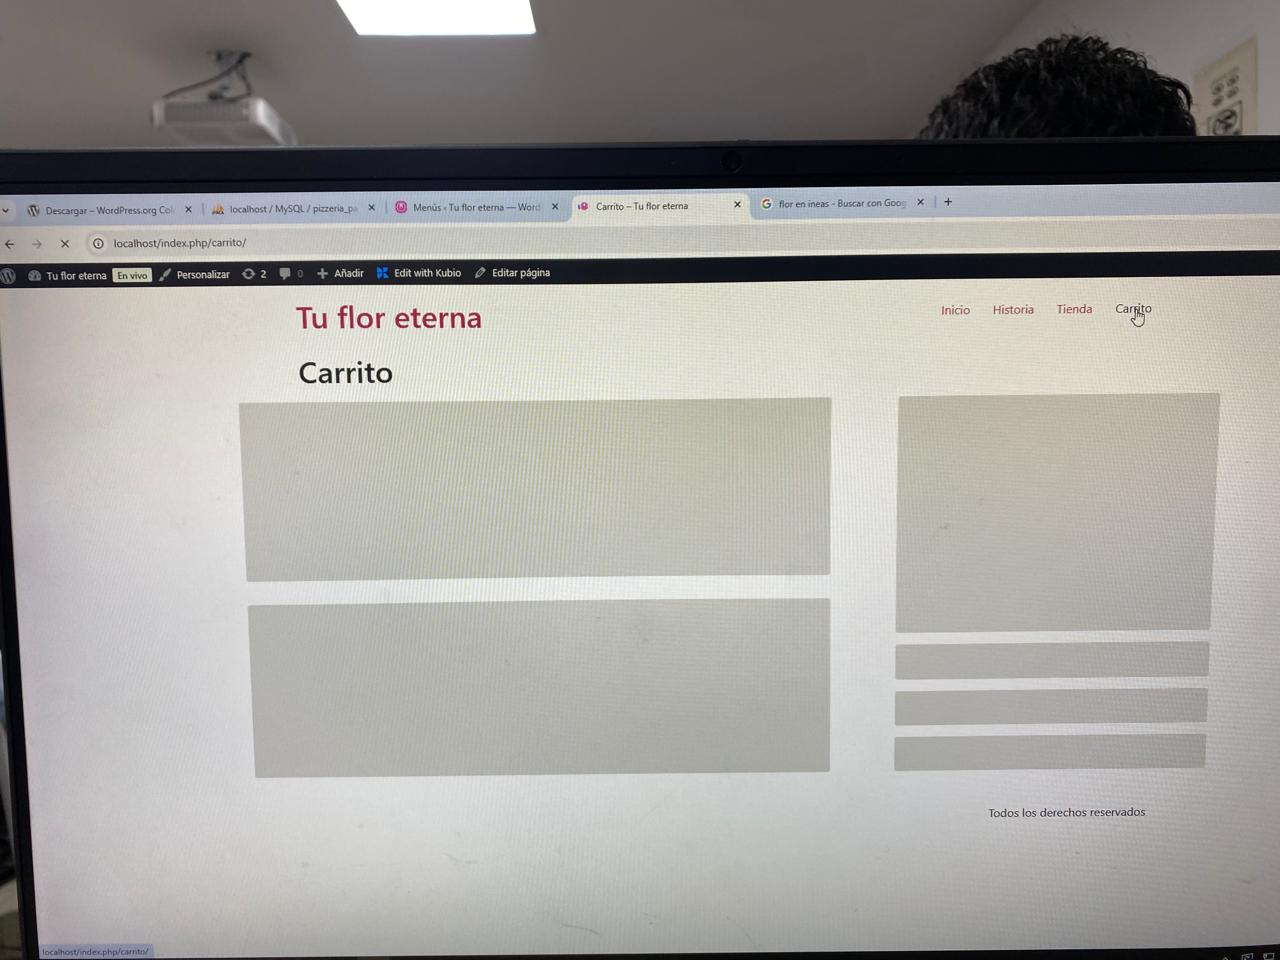 Descargar – WordPress.org Col
localhost / MySQL / pizzeria_pa
Menús ‹ Tu flor eterna — Word
Carrito – Tu flor eterna
flor en ineas - Buscar con Goog
localhost/index.php/carrito/
Tu flor eterna
En vivo
Personalizar
2
0
Añadir
Edit with Kubio
Editar página
Tu flor eterna
Inicio
Historia
Tienda
Carrito
Carrito
Todos los derechos reservados
localhost/index.php/carrito/